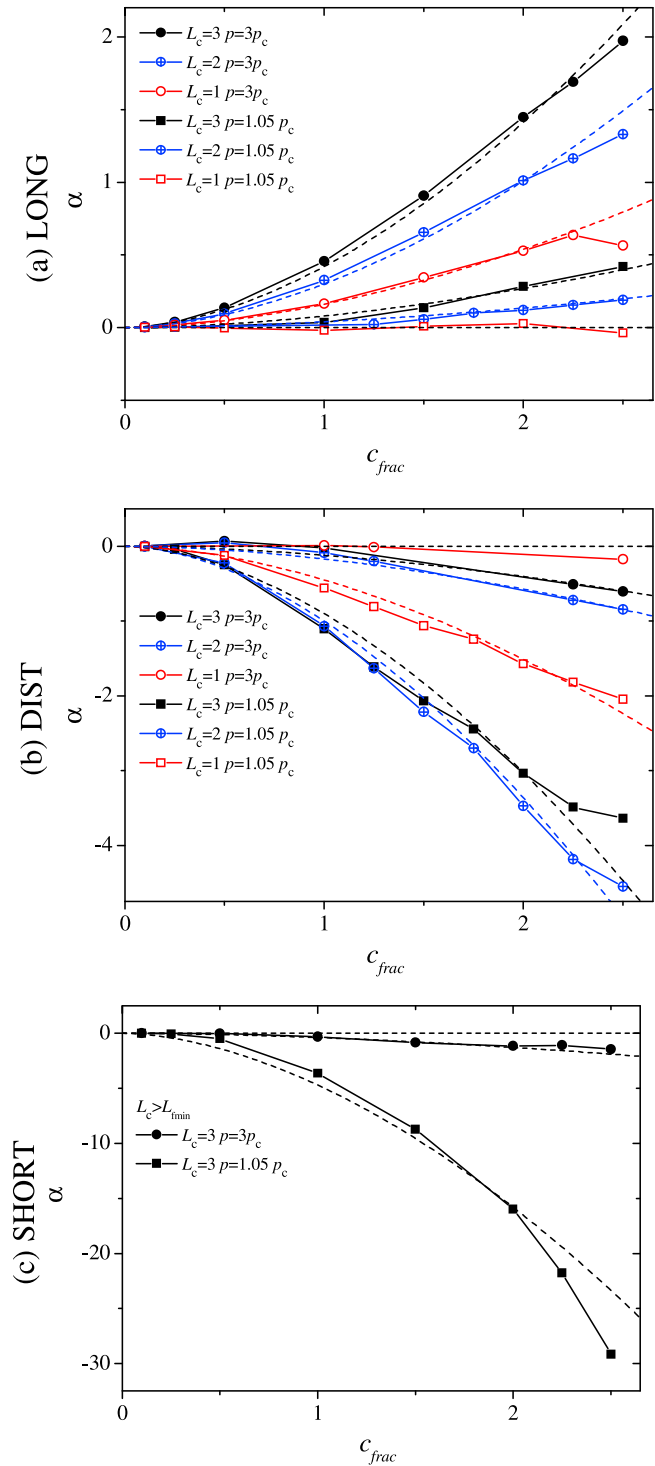 (a) LONG
α
2
1
0
L_c=3 p=3p_c
L_c=2 p=3p_c
L_c=1 p=3p_c
L_c=3 p=1.05 p_c
L_c=2 p=1.05 p_c
L_c=1 p=1.05 p_c
0 1 2
c_frac
(b) DIST
α
0
-2
-4
L_c=3 p=3p_c
L_c=2 p=3p_c
L_c=1 p=3p_c
L_c=3 p=1.05 p_c
L_c=2 p=1.05 p_c
L_c=1 p=1.05 p_c
0 1 2
c_frac
(c) SHORT
α
0
-10
-20
-30
L_c>L_fmin
L_c=3 p=3p_c
L_c=3 p=1.05 p_c
0 1 2
c_frac